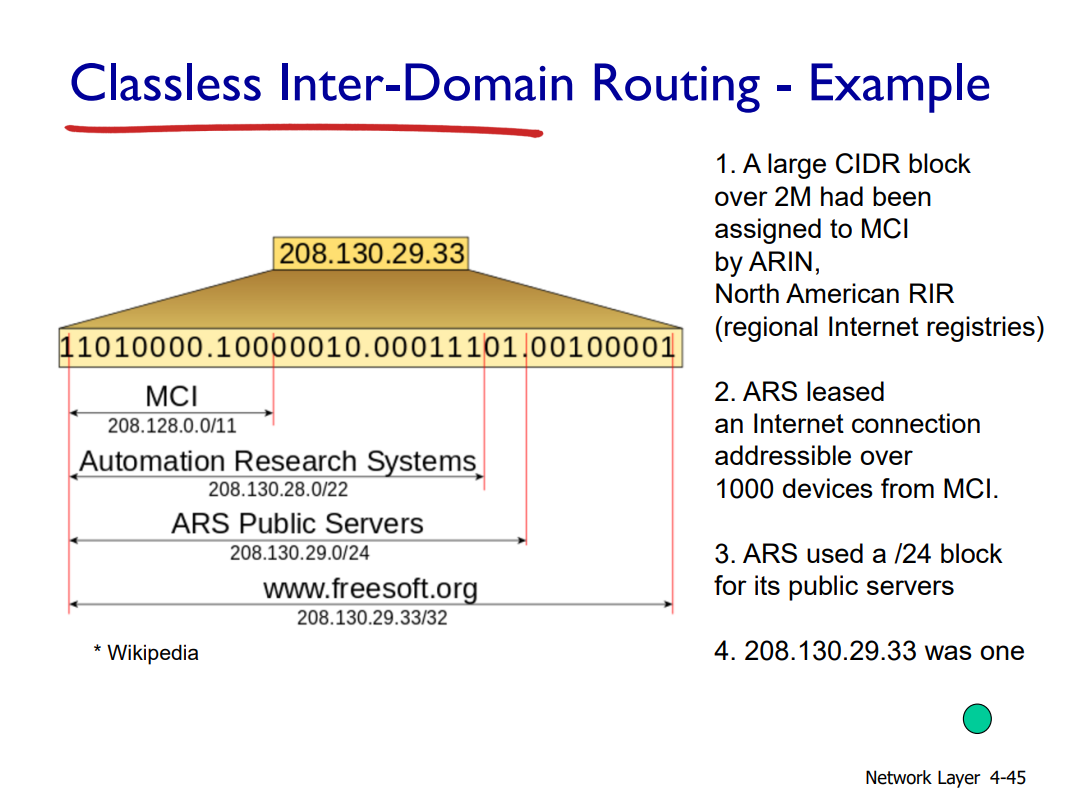 Classless Inter-Domain Routing - Example
208.130.29.33
11010000.10000010.00011101.00100001
MCI
208.128.0.0/11
Automation Research Systems
208.130.28.0/22
ARS Public Servers
208.130.29.0/24
www.freesoft.org
208.130.29.33/32
* Wikipedia
1. A large CIDR block
over 2M had been
assigned to MCI
by ARIN,
North American RIR
(regional Internet registries)
2. ARS leased
an Internet connection
addressible over
1000 devices from MCI.
3. ARS used a /24 block
for its public servers
4. 208.130.29.33 was one
Network Layer 4-45